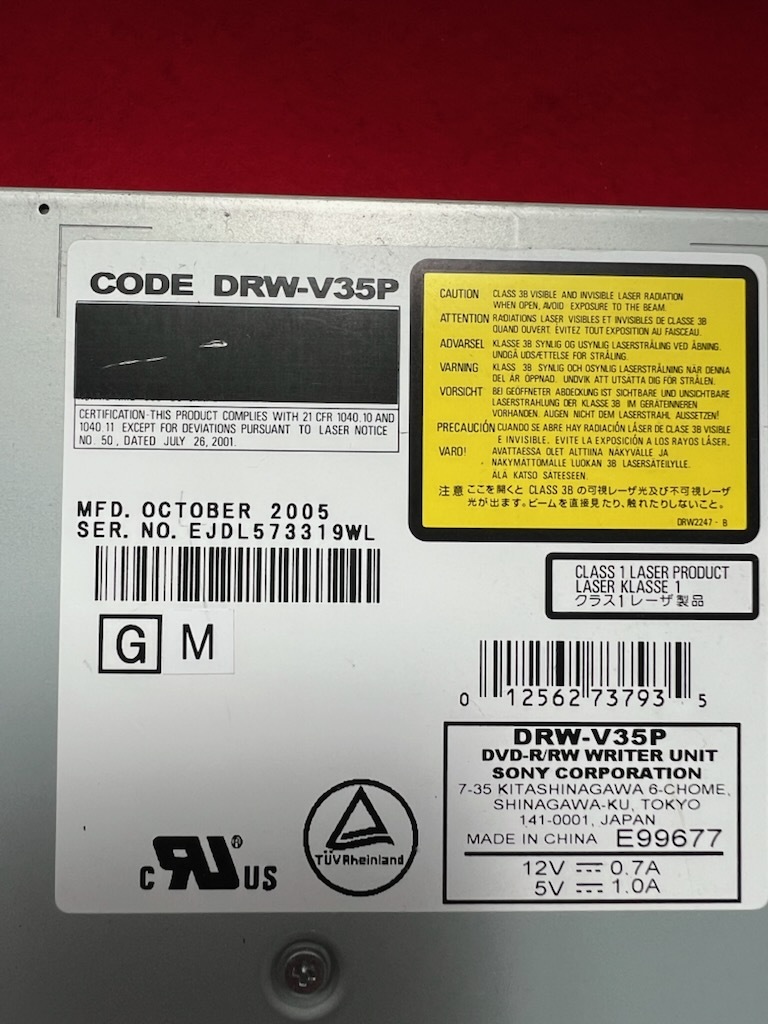 CODE DRW-V35P
CERTIFICATION-THIS PRODUCT COMPLIES WITH 21 CFR 1040.10 AND
1040.11 EXCEPT FOR DEVIATIONS PURSUANT TO LASER NOTICE
NO. 50, DATED JULY 26, 2001.
MFD. OCTOBER 2005
SER. NO. EJDL573319WL
G M
CAUTION CLASS 3B VISIBLE AND INVISIBLE LASER RADIATION
WHEN OPEN, AVOID EXPOSURE TO THE BEAM.
ATTENTION RADIATIONS LASER VISIBLES ET INVISIBLES DE CLASSE 3B
QUAND OUVERT. ÉVITEZ TOUT EXPOSITION AU FAISCEAU.
ADVARSEL KLASSE 3B SYNLIG OG USYNLIG LASERSTRÅLING VED ÅBNING.
UNDGÅ UDSÆTTELSE FOR STRÅLING.
VARNING KLASS 3B SYNLIG OCH OSYNLIG LASERSTRÅLNING NÄR DENNA
DEL ÄR ÖPPNAD. UNDVIK ATT UTSÄTTA DIG FÖR STRÅLEN.
VORSICHT BEI GEÖFFNETER ABDECKUNG IST SICHTBARE UND UNSICHTBARE
LASERSTRAHLUNG DER KLASSE 3B IM GERÄTEINNEREN
VORHANDEN. AUGEN NICHT DEM LASERSTRAHL AUSSETZEN!
PRECAUCIÓN CUANDO SE ABRE HAY RADIACIÓN LÁSER DE CLASE 3B VISIBLE
E INVISIBLE. EVITE LA EXPOSICIÓN A LOS RAYOS LÁSER.
VARO! AVATTAESSA OLET ALTTIINA NÄKYVÄLLE JA
NÄKYMÄTTÖMÄLLE LUOKAN 3B LASERSÄTEILYLLE.
ÄLÄ KATSO SÄTEESEEN.
注意 ここを開くと CLASS 3B の可視レーザ光及び不可視レーザ
光が出ます。ビームを直接見たり、触れたりしないこと。
DRW2247-B
CLASS 1 LASER PRODUCT
LASER KLASSE 1
クラス1 レーザ製品
0 12562 73793 5
DRW-V35P
DVD-R/RW WRITER UNIT
SONY CORPORATION
7-35 KITASHINAGAWA 6-CHOME,
SHINAGAWA-KU, TOKYO
141-0001, JAPAN
MADE IN CHINA E99677
12V ⎓ 0.7A
5V ⎓ 1.0A
TÜVRheinland
C RU ® US